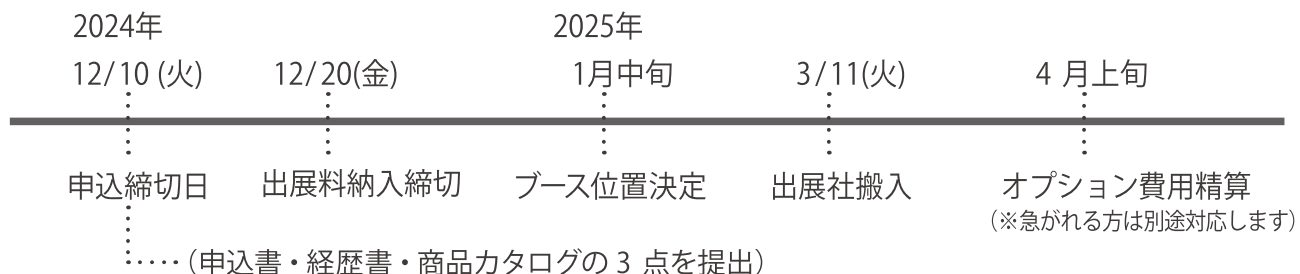 2024年 2025年
12/10 (火) 12/20(金) 1月中旬 3/11(火) 4 月上旬
申込締切日 出展料納入締切 ブース位置決定 出展社搬入 オプション費用精算
（※急がれる方は別途対応します）
（申込書・経歴書・商品カタログの 3 点を提出）